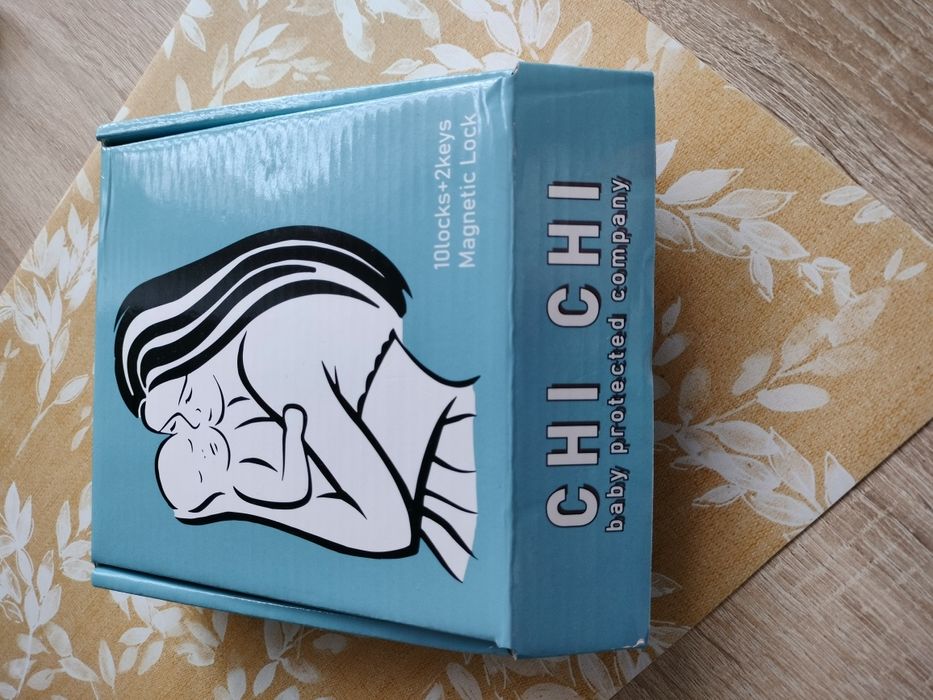 10locks+2keys
Magnetic Lock
CHI CHI
baby protected company